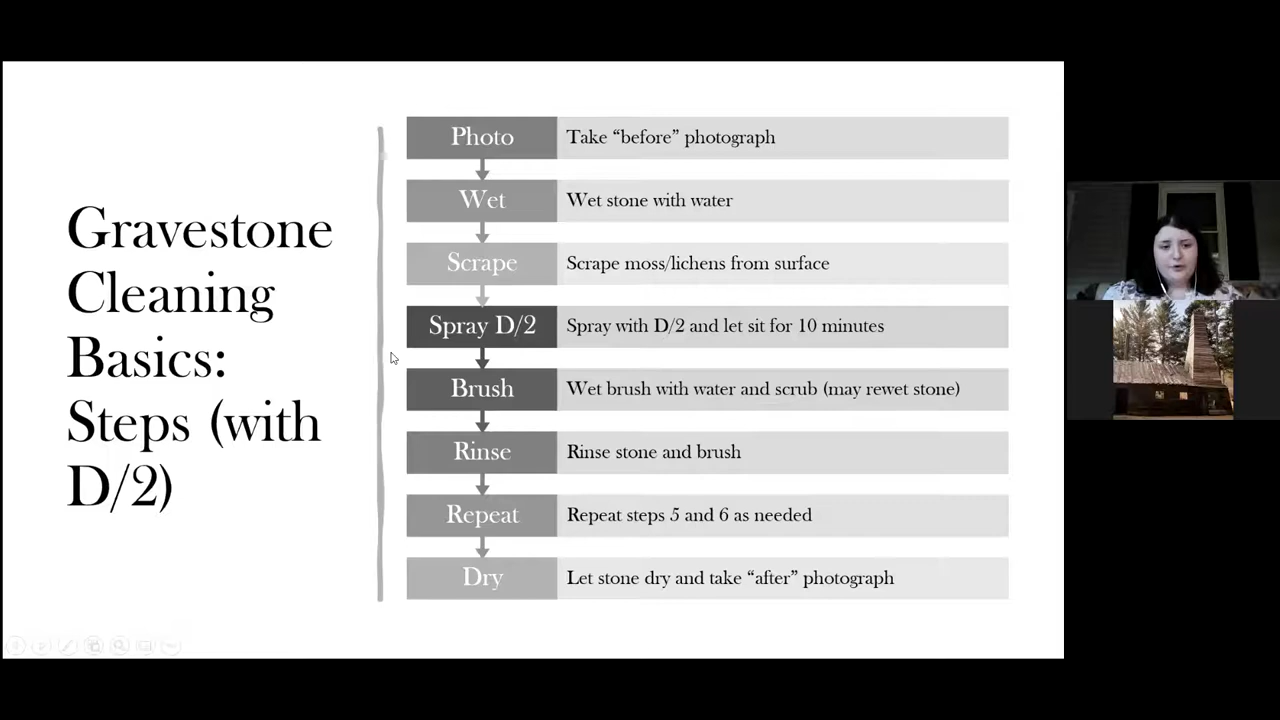 Gravestone
Cleaning
Basics:
Steps (with
D/2)
Photo Take “before” photograph
Wet Wet stone with water
Scrape Scrape moss/lichens from surface
Spray D/2 Spray with D/2 and let sit for 10 minutes
Brush Wet brush with water and scrub (may rewet stone)
Rinse Rinse stone and brush
Repeat Repeat steps 5 and 6 as needed
Dry Let stone dry and take “after” photograph